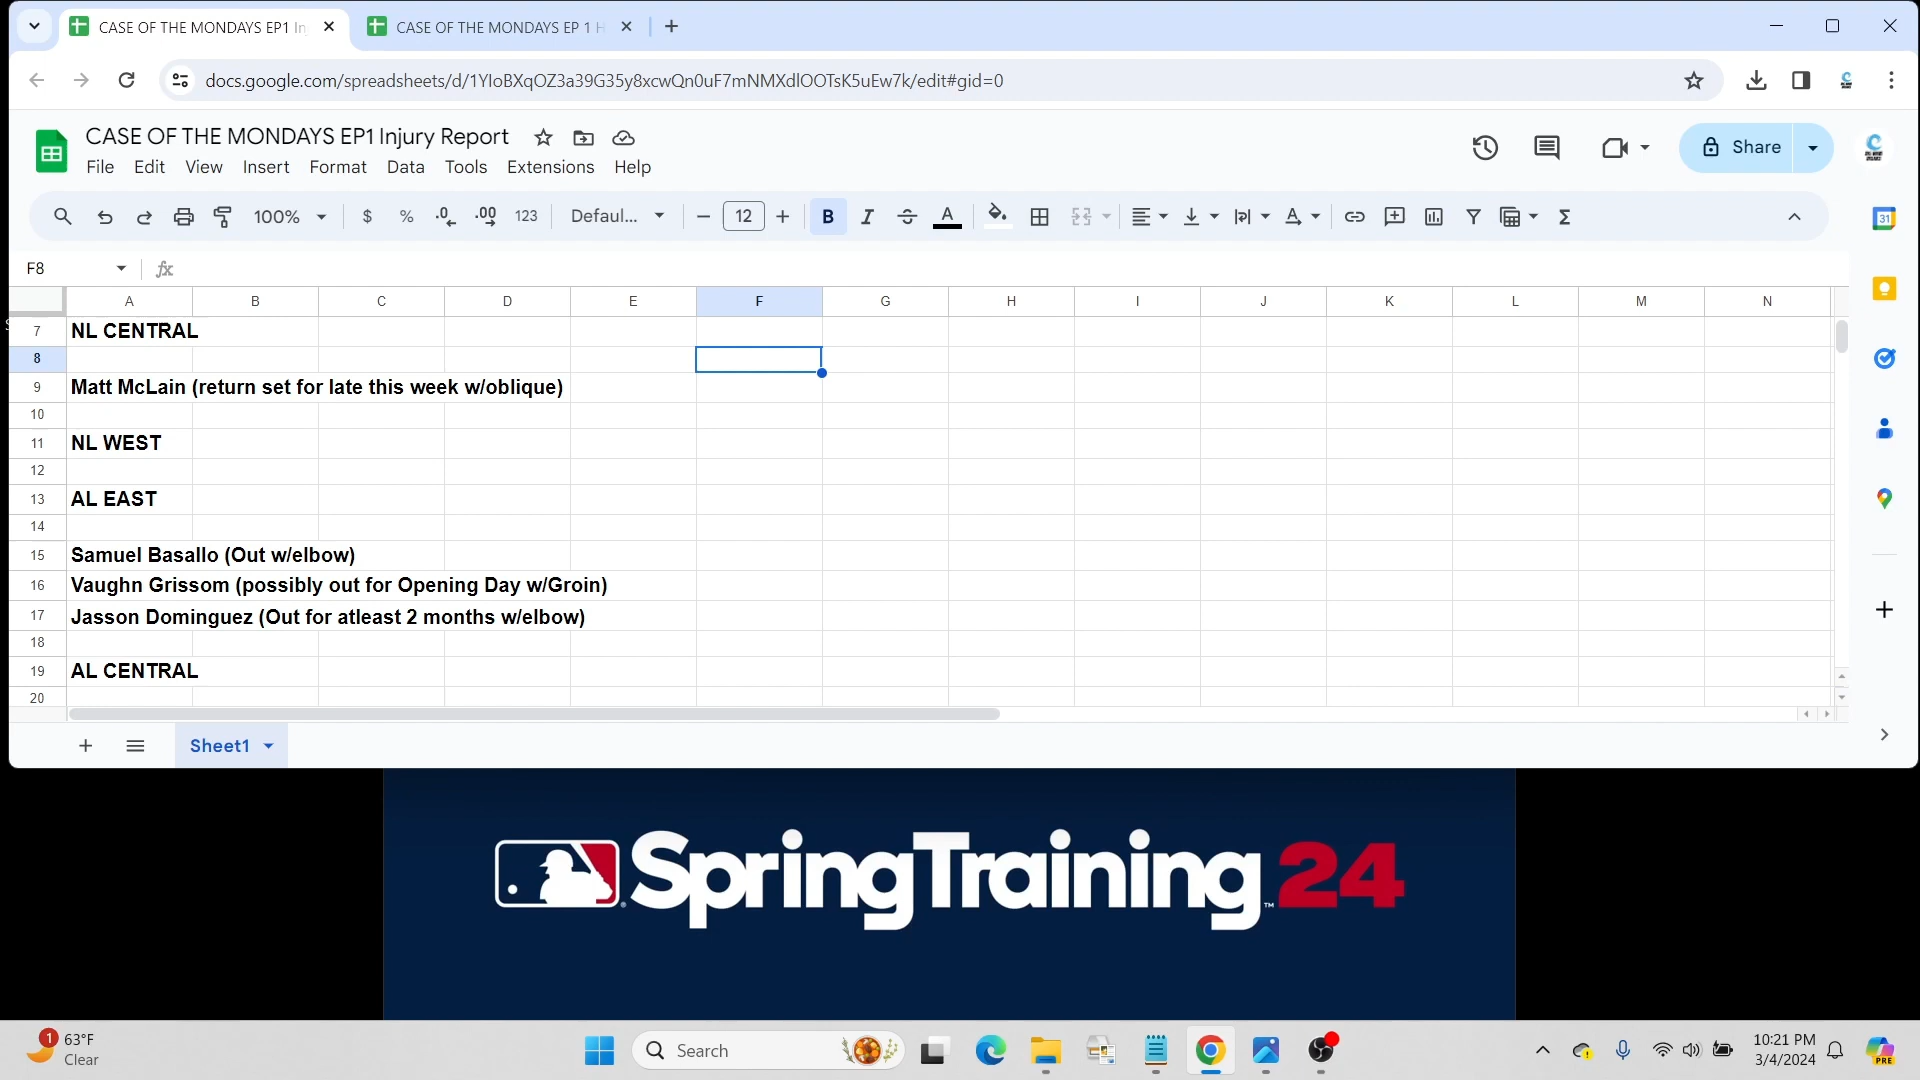 CASE OF THE MONDAYS EP1 In
CASE OF THE MONDAYS EP 1 H
docs.google.com/spreadsheets/d/1YIoBXqOZ3a39G35y8xcwQn0uF7mNMXdlOOTsK5uEw7k/edit#gid=0
CASE OF THE MONDAYS EP1 Injury Report
File Edit View Insert Format Data Tools Extensions Help
Share
100% $ % .0 .00 123 Defaul... 12 B I A
31
F8 fx
A B C D E F G H I J K L M N
7 NL CENTRAL
8
9 Matt McLain (return set for late this week w/oblique)
10
11 NL WEST
12
13 AL EAST
14
15 Samuel Basallo (Out w/elbow)
16 Vaughn Grissom (possibly out for Opening Day w/Groin)
17 Jasson Dominguez (Out for atleast 2 months w/elbow)
18
19 AL CENTRAL
20
Sheet1
SpringTraining™24
1 63°F
Clear
Search
10:21 PM
3/4/2024
PRE